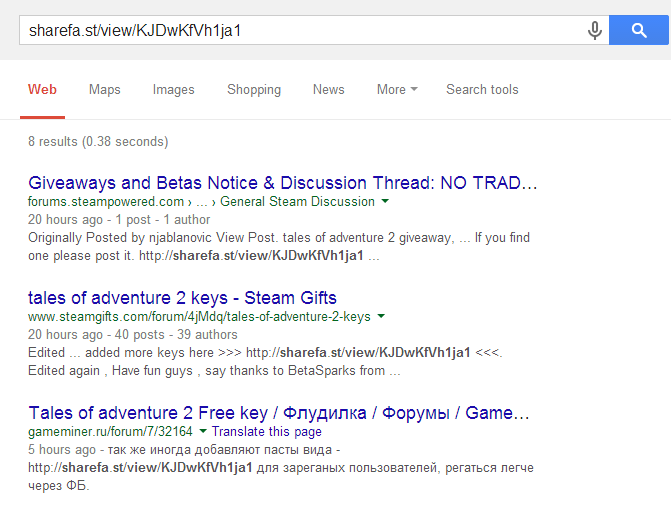 sharefa.st/view/KJDwKfVh1ja1
Web Maps Images Shopping News More Search tools
8 results (0.38 seconds)
Giveaways and Betas Notice & Discussion Thread: NO TRAD...
forums.steampowered.com › ... › General Steam Discussion
20 hours ago - 1 post - 1 author
Originally Posted by njablanovic View Post. tales of adventure 2 giveaway, ... If you find
one please post it. http://sharefa.st/view/KJDwKfVh1ja1 ...
tales of adventure 2 keys - Steam Gifts
www.steamgifts.com/forum/4jMdq/tales-of-adventure-2-keys
20 hours ago - 40 posts - 39 authors
Edited ... added more keys here >>> http://sharefa.st/view/KJDwKfVh1ja1 <<<.
Edited again , Have fun guys , say thanks to BetaSparks from ...
Tales of adventure 2 Free key / Флудилка / Форумы / Game...
gameminer.ru/forum/7/32164 Translate this page
5 hours ago - так же иногда добавляют пасты вида -
http://sharefa.st/view/KJDwKfVh1ja1 для зареганых пользователей, регаться легче
через ФБ.